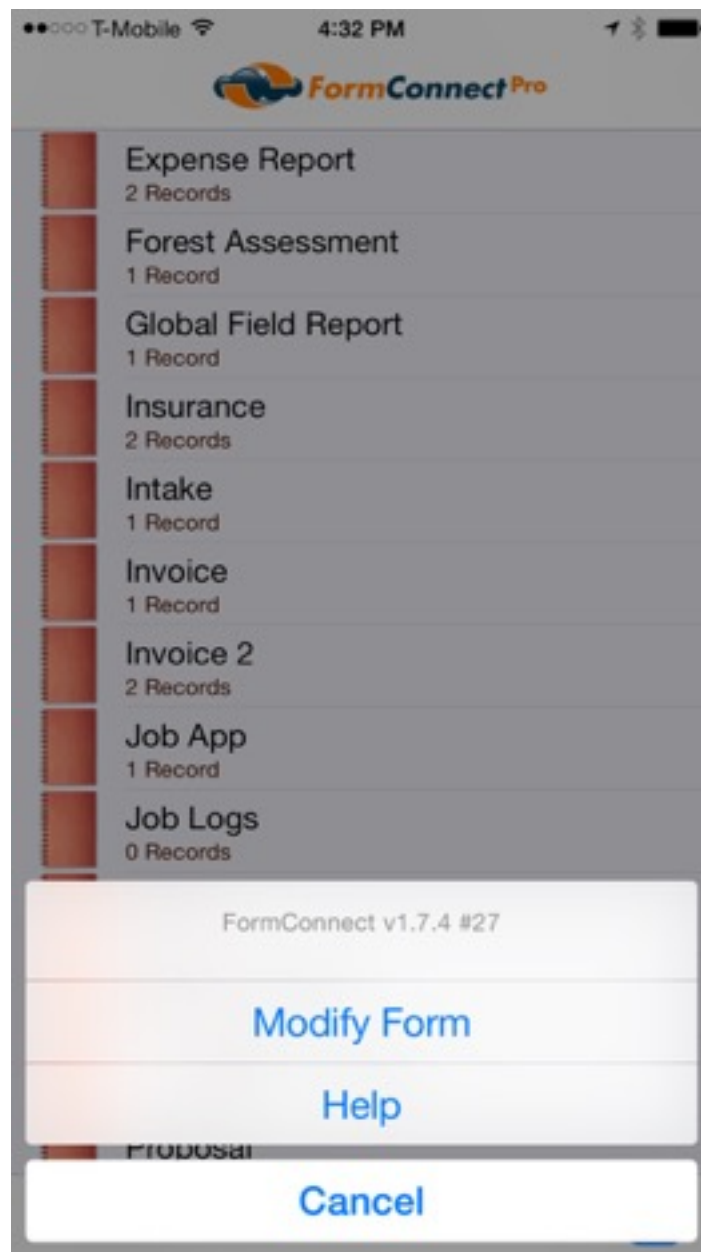 T-Mobile 4:32 PM
FormConnect Pro
Expense Report
2 Records
Forest Assessment
1 Record
Global Field Report
1 Record
Insurance
2 Records
Intake
1 Record
Invoice
1 Record
Invoice 2
2 Records
Job App
1 Record
Job Logs
0 Records
FormConnect v1.7.4 #27
Modify Form
Help
Proposal
Cancel